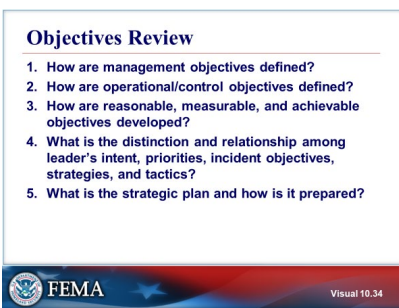 Objectives Review
1. How are management objectives defined?
2. How are operational/control objectives defined?
3. How are reasonable, measurable, and achievable
objectives developed?
4. What is the distinction and relationship among
leader's intent, priorities, incident objectives,
strategies, and tactics?
5. What is the strategic plan and how is it prepared?
FEMA
Visual 10.34